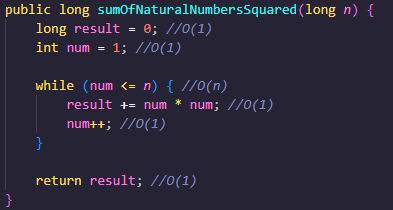 public long sumOfNaturalNumbersSquared(long n) {
    long result = 0; //O(1)
    int num = 1; //O(1)

    while (num <= n) { //O(n)
        result += num * num; //O(1)
        num++; //O(1)
    }

    return result; //O(1)
}